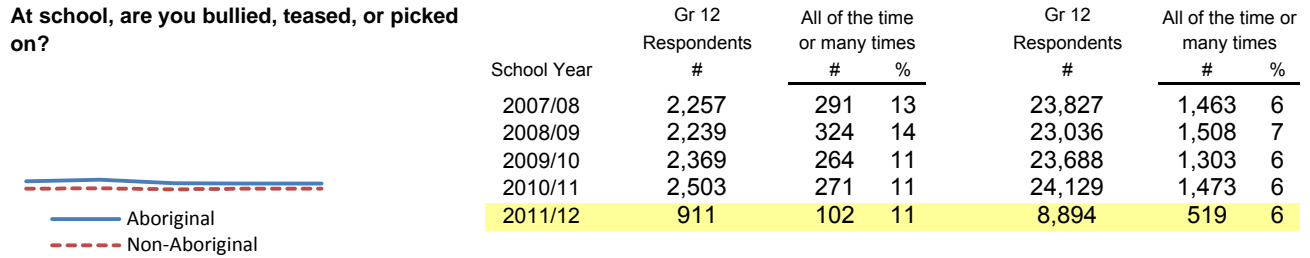 At school, are you bullied, teased, or picked on?
Gr 12 All of the time Gr 12 All of the time or
Respondents or many times Respondents many times
School Year # # % # # %
2007/08 2,257 291 13 23,827 1,463 6
2008/09 2,239 324 14 23,036 1,508 7
2009/10 2,369 264 11 23,688 1,303 6
2010/11 2,503 271 11 24,129 1,473 6
2011/12 911 102 11 8,894 519 6
Aboriginal
Non-Aboriginal